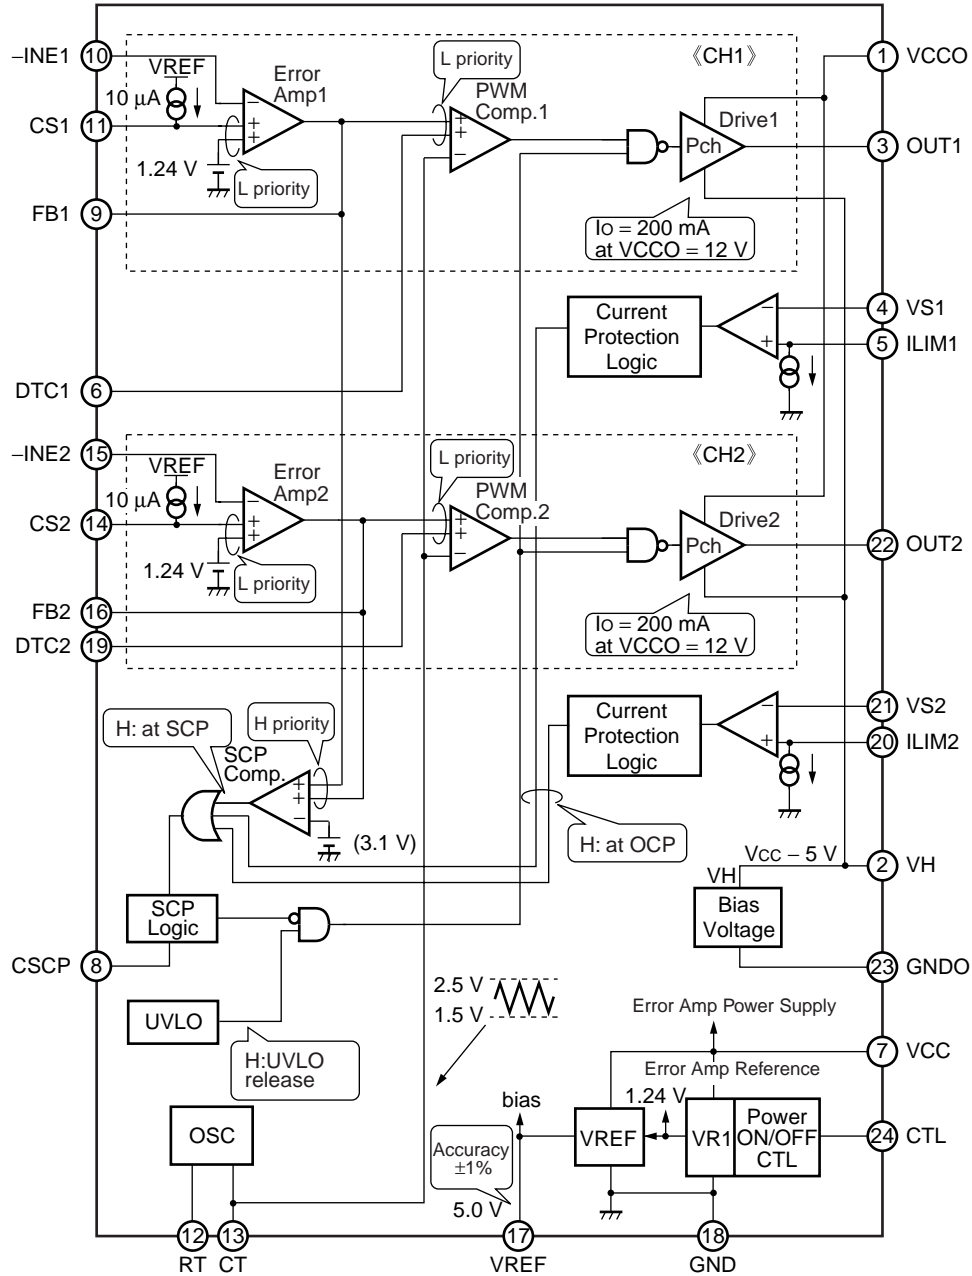 –INE1
10
VREF
10 μA
CS1
11
1.24 V
L priority
Error
Amp1
–
+
+
FB1
9
L priority
PWM
Comp.1
+
+
–
《CH1》
Drive1
Pch
IO = 200 mA
at VCCO = 12 V
1
VCCO
3
OUT1
Current
Protection
Logic
–
+
4
VS1
5
ILIM1
DTC1
6
–INE2
15
VREF
10 μA
CS2
14
1.24 V
L priority
Error
Amp2
–
+
+
FB2
16
DTC2
19
L priority
PWM
Comp.2
+
+
–
《CH2》
Drive2
Pch
IO = 200 mA
at VCCO = 12 V
22
OUT2
Current
Protection
Logic
–
+
21
VS2
20
ILIM2
H: at SCP
H priority
SCP
Comp.
+
+
–
(3.1 V)
H: at OCP
VCC – 5 V
2
VH
VH
Bias
Voltage
23
GNDO
SCP
Logic
CSCP
8
UVLO
H:UVLO
release
2.5 V
1.5 V
Error Amp Power Supply
7
VCC
Error Amp Reference
1.24 V
bias
VREF
VR1
Power
ON/OFF
CTL
24
CTL
OSC
Accuracy
±1%
5.0 V
12
RT
13
CT
17
VREF
18
GND